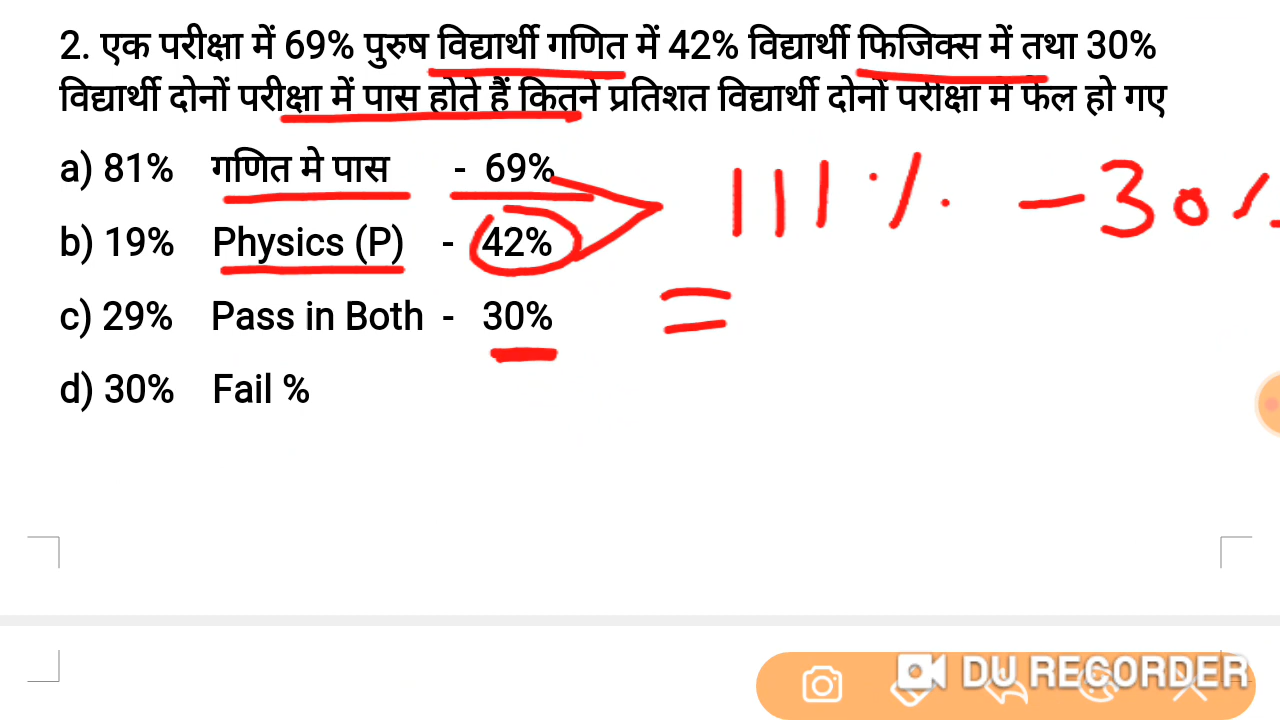 2. एक परीक्षा में 69% पुरुष विद्यार्थी गणित में 42% विद्यार्थी फिजिक्स में तथा 30%
विद्यार्थी दोनों परीक्षा में पास होते हैं कितने प्रतिशत विद्यार्थी दोनों परीक्षा में फेल हो गए
a) 81% गणित मे पास - 69%
111% - 30%
b) 19% Physics (P) - 42%
c) 29% Pass in Both - 30%
=
d) 30% Fail %
DU RECORDER